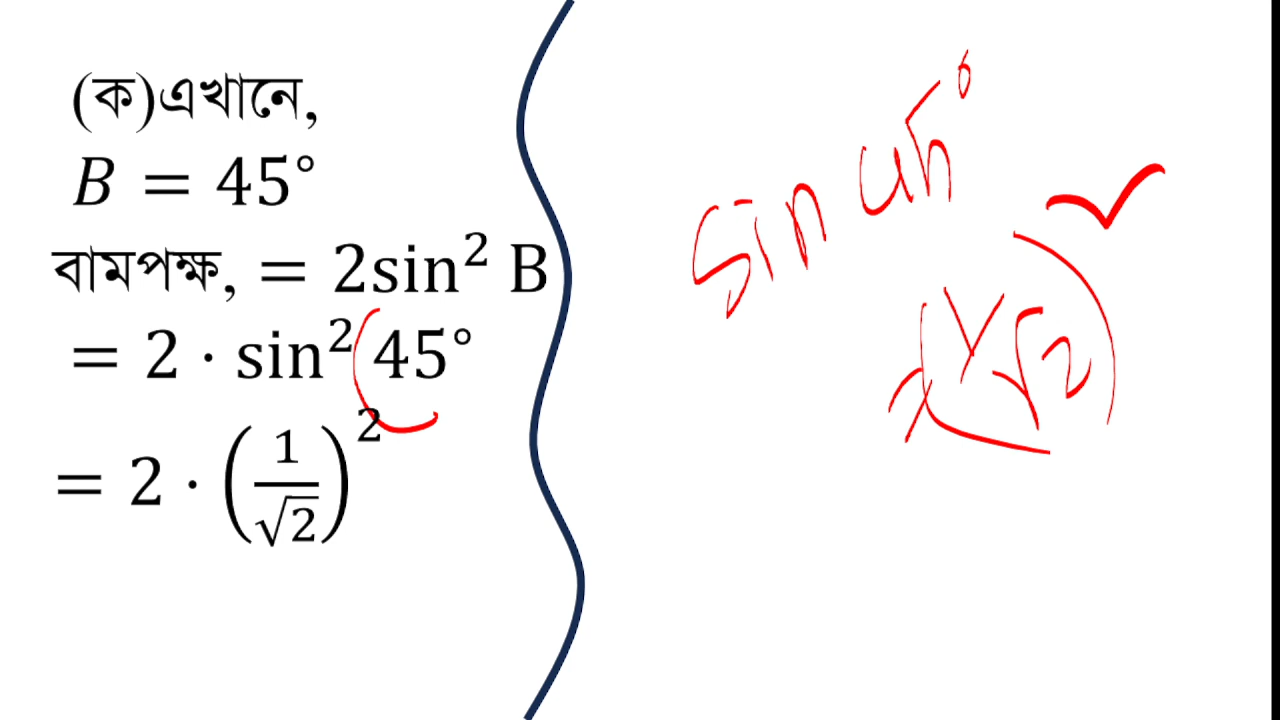 (ক)এখানে,
B = 45°
বামপক্ষ, = 2sin² B
= 2 · sin² 45°
= 2 · (1/√2)²
sin 45°
1/√2